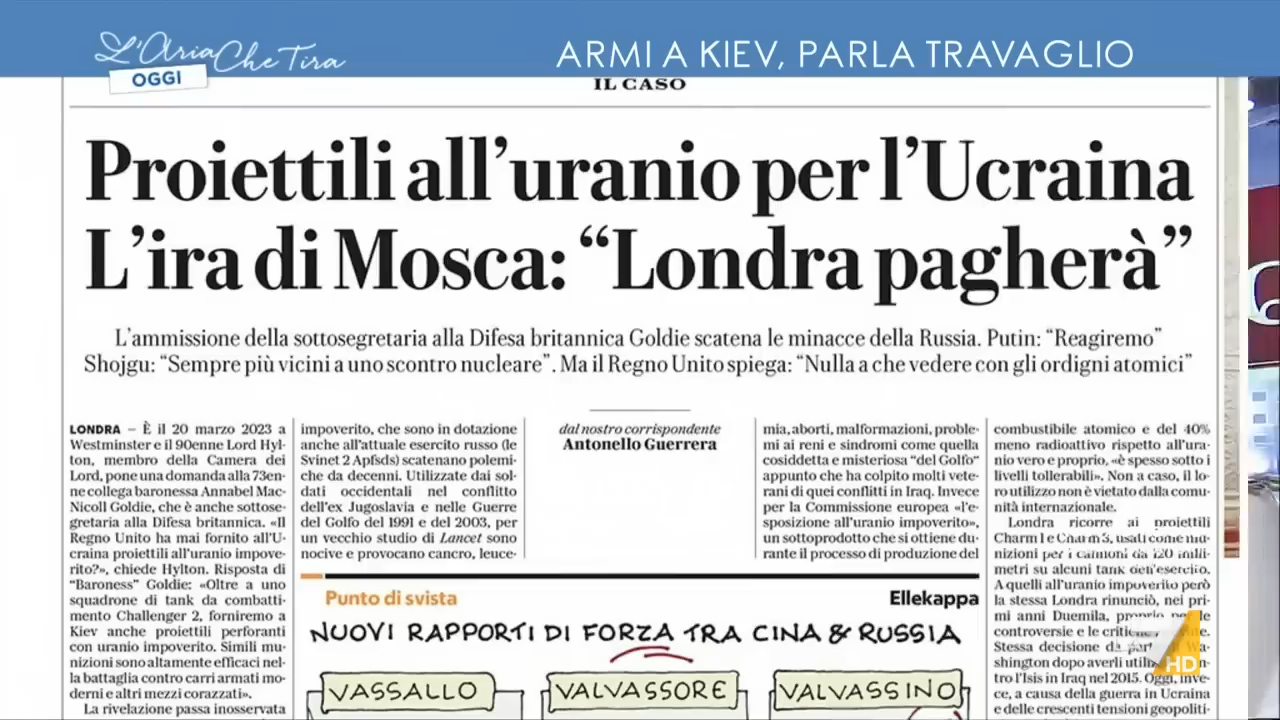 L'Aria Che Tira
OGGI
ARMI A KIEV, PARLA TRAVAGLIO
IL CASO
Proiettili all'uranio per l'Ucraina
L'ira di Mosca: “Londra pagherà”
L'ammissione della sottosegretaria alla Difesa britannica Goldie scatena le minacce della Russia. Putin: “Reagiremo”
Shojgu: “Sempre più vicini a uno scontro nucleare”. Ma il Regno Unito spiega: “Nulla a che vedere con gli ordigni atomici”
LONDRA – È il 20 marzo 2023 a
Westminster e il 90enne Lord Hyl-
ton, membro della Camera dei
Lord, pone una domanda alla 73en-
ne collega baronessa Annabel Mac-
Nicoll Goldie, che è anche sottose-
gretaria alla Difesa britannica. «Il
Regno Unito ha mai fornito all'U-
craina proiettili all'uranio impove-
rito?», chiede Hylton. Risposta di
“Baroness” Goldie: «Oltre a uno
squadrone di tank da combatti-
mento Challenger 2, forniremo a
Kiev anche proiettili perforanti
con uranio impoverito. Simili mu-
nizioni sono altamente efficaci nel-
la battaglia contro carri armati mo-
derni e altri mezzi corazzati».
La rivelazione passa inosservata
impoverito, che sono in dotazione
anche all'attuale esercito russo (le
Svinet 2 Apfsds) scatenano polemi-
che da decenni. Utilizzate dai sol-
dati occidentali nel conflitto
dell'ex Jugoslavia e nelle Guerre
del Golfo del 1991 e del 2003, per
un vecchio studio di Lancet sono
nocive e provocano cancro, leuce-
dal nostro corrispondente
Antonello Guerrera
mia, aborti, malformazioni, proble-
mi ai reni e sindromi come quella
cosiddetta e misteriosa “del Golfo”
appunto che ha colpito molti vete-
rani di quei conflitti in Iraq. Invece
per la Commissione europea «l'e-
sposizione all'uranio impoverito»,
un sottoprodotto che si ottiene du-
rante il processo di produzione del
combustibile atomico e del 40%
meno radioattivo rispetto all'ura-
nio vero e proprio, «è spesso sotto i
livelli tollerabili». Non a caso, il lo-
ro utilizzo non è vietato dalla comu-
nità internazionale.
Londra ricorre ai proiettili
Charm 1 e Charm 3, usati come mu-
nizioni per i cannoni da 120 milli-
metri su alcuni tank dell'esercito.
A quelli all'uranio impoverito però
la stessa Londra rinunciò, nei pri-
mi anni Duemila, proprio per le
controversie e le critiche
Stessa decisione da parte
shington dopo averli
tro l'Isis in Iraq nel 2015. Oggi, inve-
ce, a causa della guerra in Ucraina
e delle crescenti tensioni geopoliti-
Punto di svista
Ellekappa
NUOVI RAPPORTI DI FORZA TRA CINA & RUSSIA
VASSALLO
VALVASSORE
VALVASSINO
7
HD